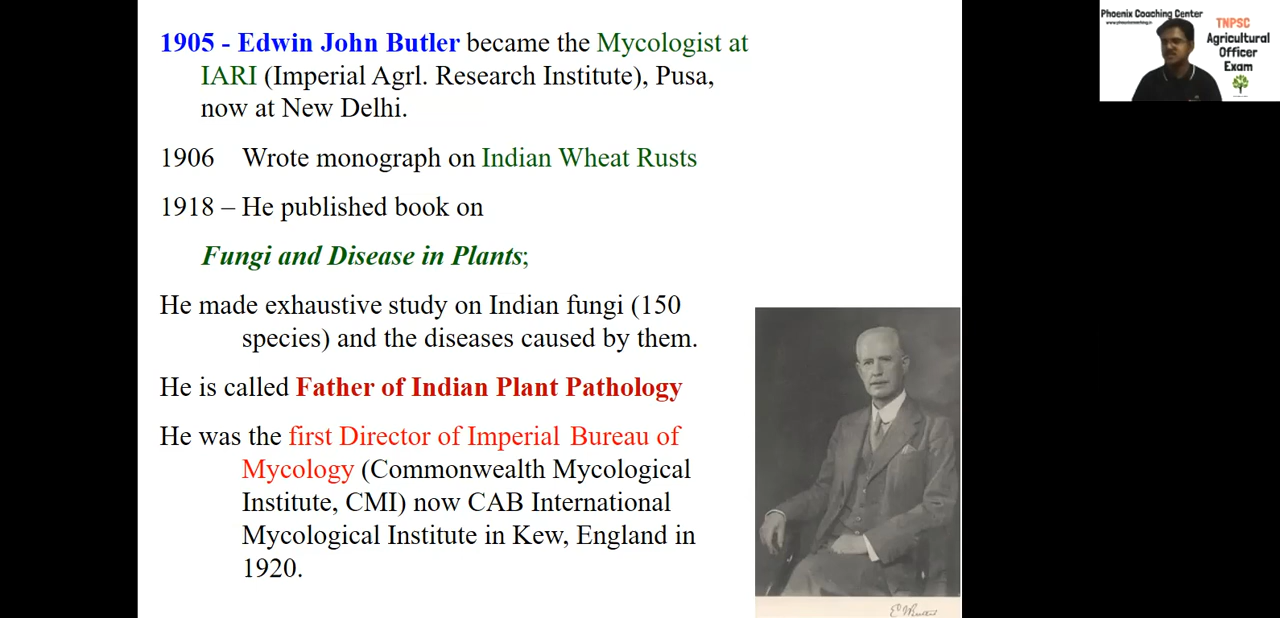 1905 - Edwin John Butler became the Mycologist at
IARI (Imperial Agrl. Research Institute), Pusa,
now at New Delhi.
1906 Wrote monograph on Indian Wheat Rusts
1918 – He published book on
Fungi and Disease in Plants;
He made exhaustive study on Indian fungi (150
species) and the diseases caused by them.
He is called Father of Indian Plant Pathology
He was the first Director of Imperial Bureau of
Mycology (Commonwealth Mycological
Institute, CMI) now CAB International
Mycological Institute in Kew, England in
1920.
Phoenix Coaching Center
www.phoenixcoaching.in
TNPSC
Agricultural
Officer
Exam